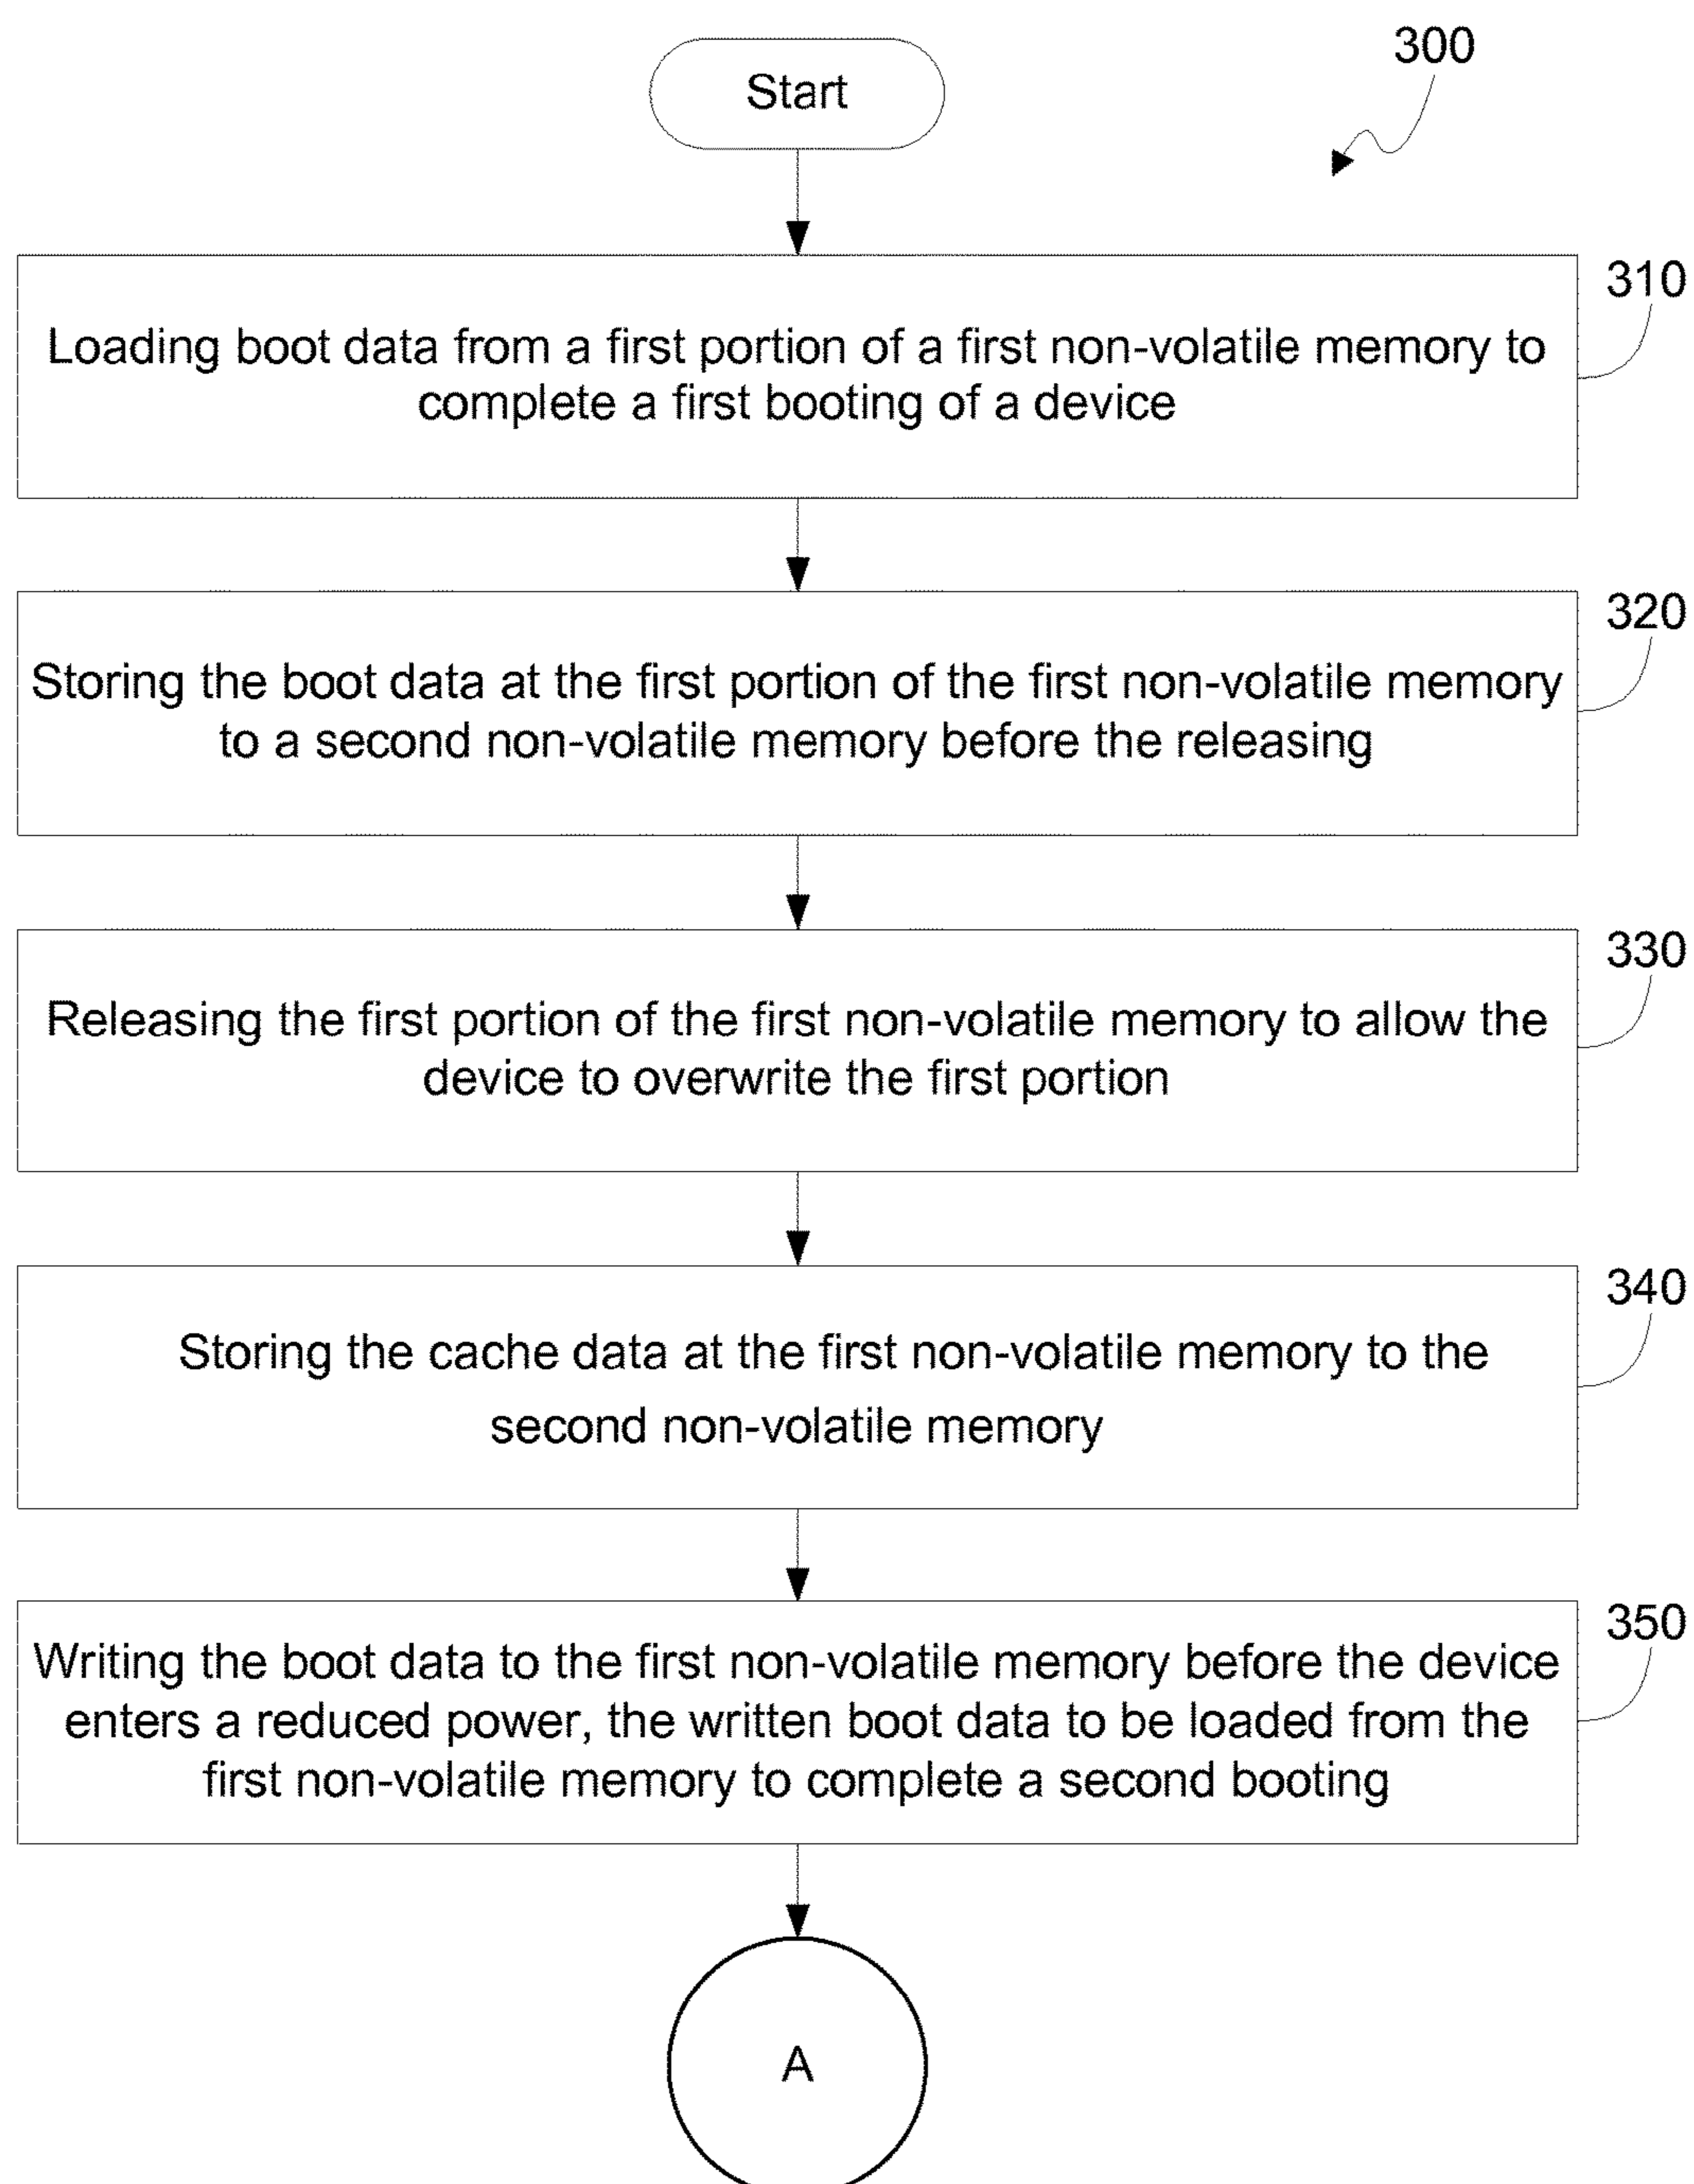 300
Start
310
Loading boot data from a first portion of a first non-volatile memory to
complete a first booting of a device
320
Storing the boot data at the first portion of the first non-volatile memory
to a second non-volatile memory before the releasing
330
Releasing the first portion of the first non-volatile memory to allow the
device to overwrite the first portion
340
Storing the cache data at the first non-volatile memory to the
second non-volatile memory
350
Writing the boot data to the first non-volatile memory before the device
enters a reduced power, the written boot data to be loaded from the
first non-volatile memory to complete a second booting
A